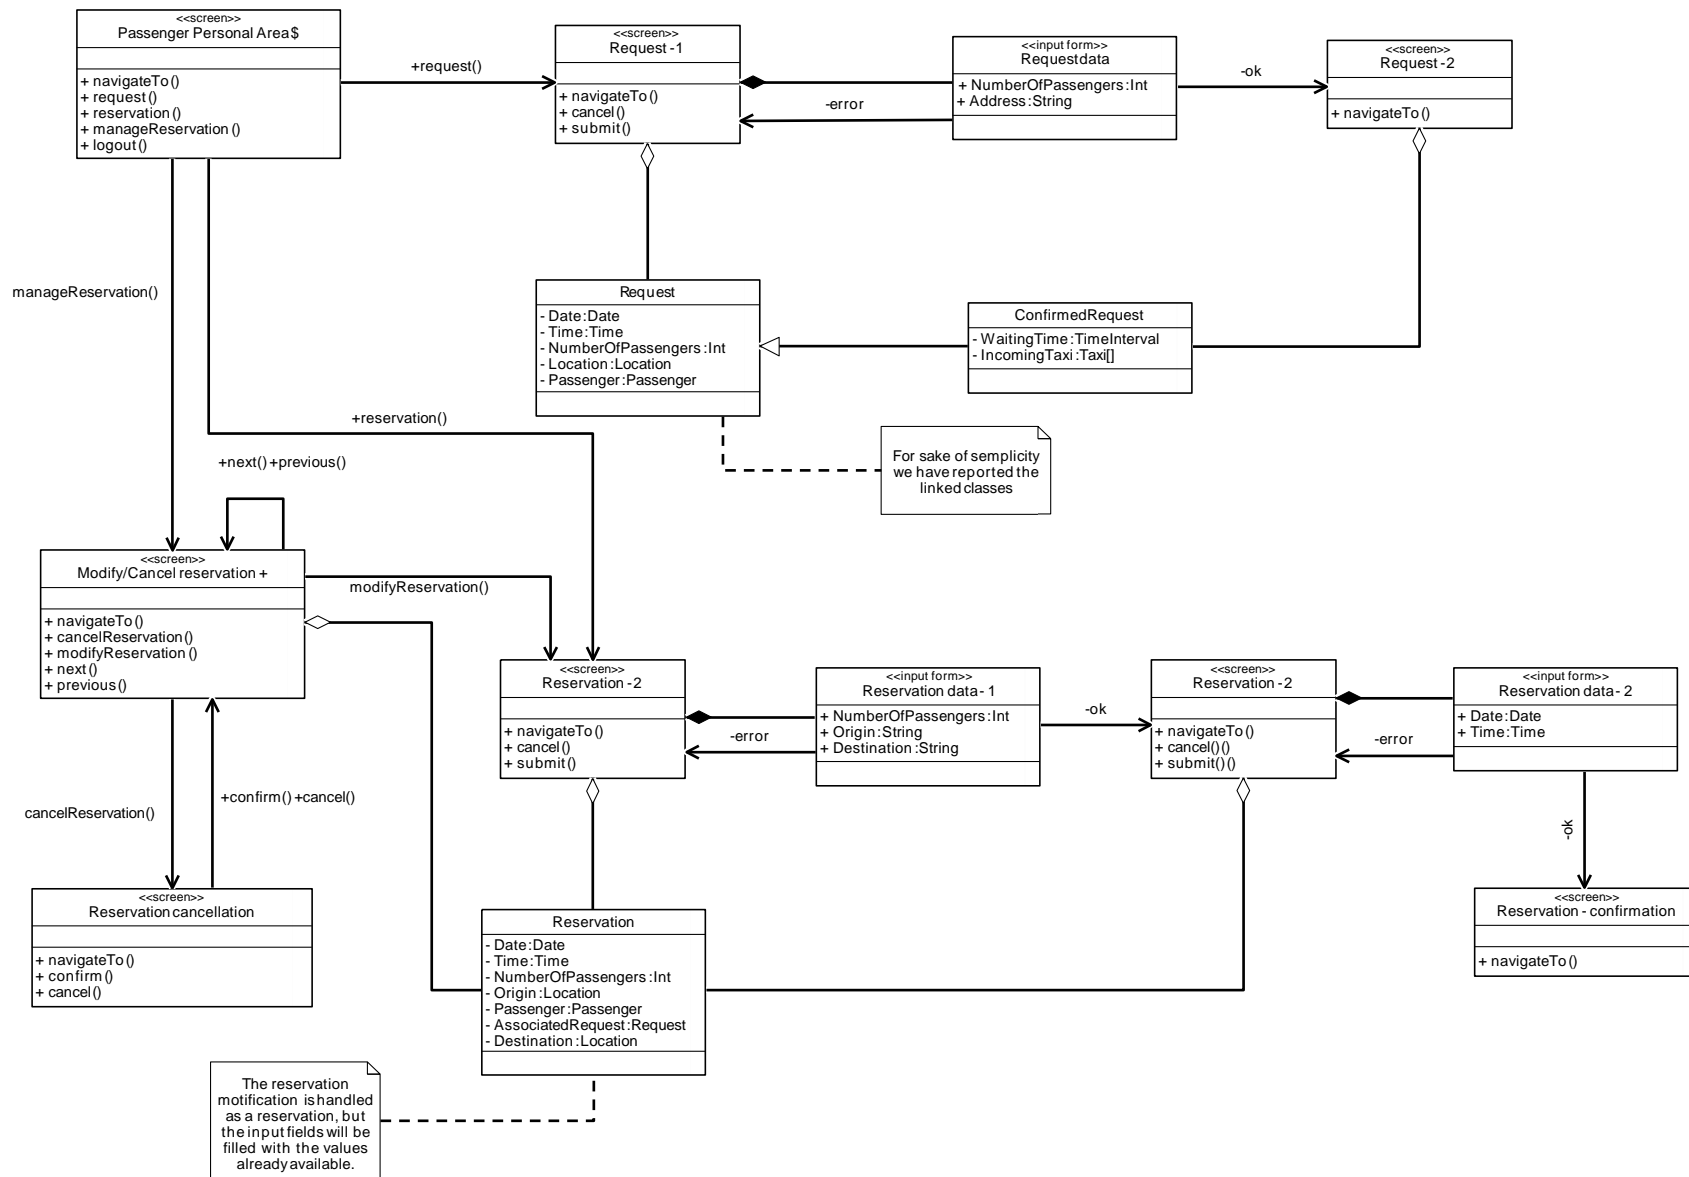 <<screen>>
Passenger Personal Area $
+ navigateTo()
+ request()
+ reservation()
+ manageReservation()
+ logout()
+request()
<<screen>>
Request -1
+ navigateTo()
+ cancel()
+ submit()
-error
<<input form>>
Request data
+ NumberOfPassengers : Int
+ Address : String
-ok
<<screen>>
Request -2
+ navigateTo()
manageReservation()
Request
- Date : Date
- Time : Time
- NumberOfPassengers : Int
- Location : Location
- Passenger : Passenger
ConfirmedRequest
- WaitingTime : TimeInterval
- IncomingTaxi : Taxi[]
+reservation()
For sake of semplicity
we have reported the
linked classes
+next() +previous()
<<screen>>
Modify/Cancel reservation +
+ navigateTo()
+ cancelReservation()
+ modifyReservation()
+ next()
+ previous()
modifyReservation()
<<screen>>
Reservation -2
+ navigateTo()
+ cancel()
+ submit()
-error
<<input form>>
Reservation data - 1
+ NumberOfPassengers : Int
+ Origin : String
+ Destination : String
-ok
<<screen>>
Reservation -2
+ navigateTo()
+ cancel()()
+ submit()()
-error
<<input form>>
Reservation data - 2
+ Date : Date
+ Time : Time
-ok
cancelReservation()
+confirm() +cancel()
<<screen>>
Reservation cancellation
+ navigateTo()
+ confirm()
+ cancel()
Reservation
- Date : Date
- Time : Time
- NumberOfPassengers : Int
- Origin : Location
- Passenger : Passenger
- AssociatedRequest : Request
- Destination : Location
<<screen>>
Reservation - confirmation
+ navigateTo()
The reservation
motification is handled
as a reservation, but
the input fields will be
filled with the values
already available.